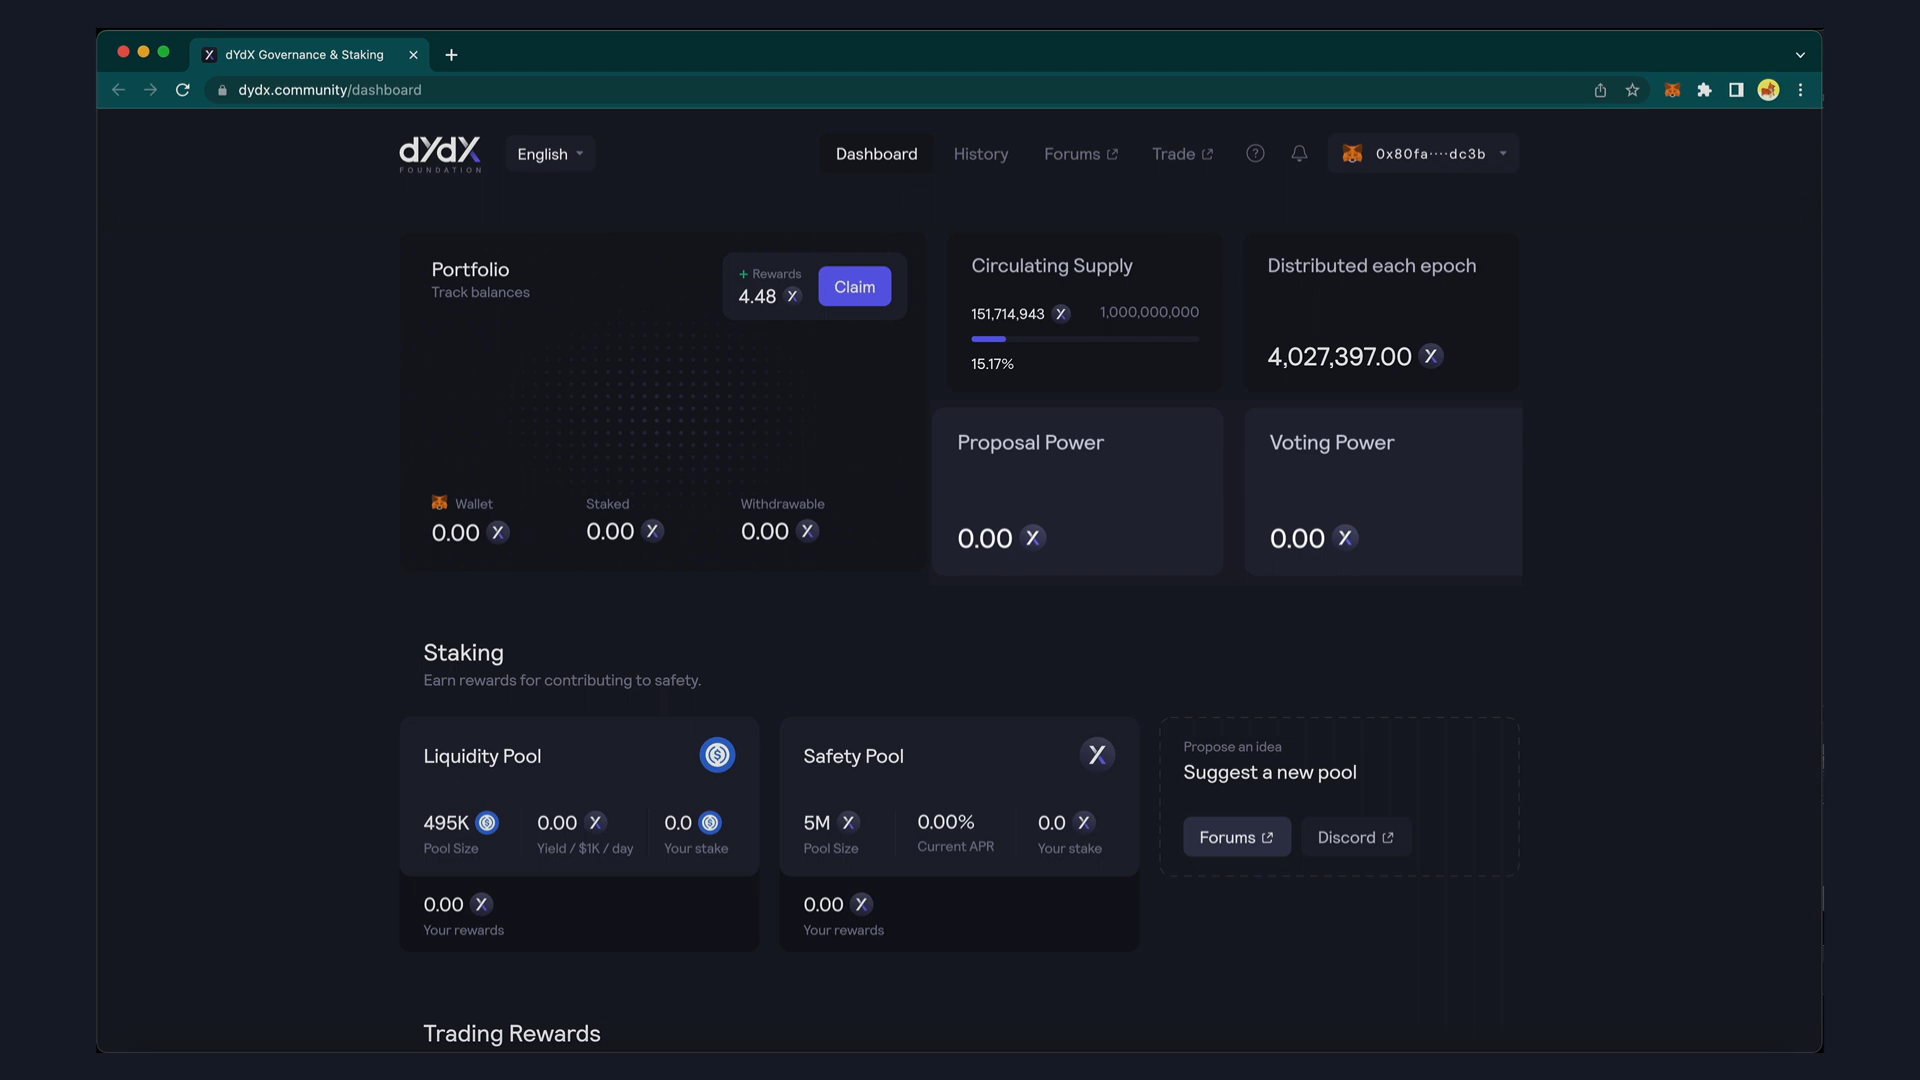 dYdX Governance & Staking
dydx.community/dashboard
dYdX
FOUNDATION
English
Dashboard
History
Forums
Trade
0x80fa····dc3b
Portfolio
Track balances
+ Rewards
4.48
Claim
Wallet
0.00
Staked
0.00
Withdrawable
0.00
Circulating Supply
151,714,943
1,000,000,000
15.17%
Distributed each epoch
4,027,397.00
Proposal Power
0.00
Voting Power
0.00
Staking
Earn rewards for contributing to safety.
Liquidity Pool
495K
Pool Size
0.00
Yield / $1K / day
0.0
Your stake
0.00
Your rewards
Safety Pool
5M
Pool Size
0.00%
Current APR
0.0
Your stake
0.00
Your rewards
Propose an idea
Suggest a new pool
Forums
Discord
Trading Rewards